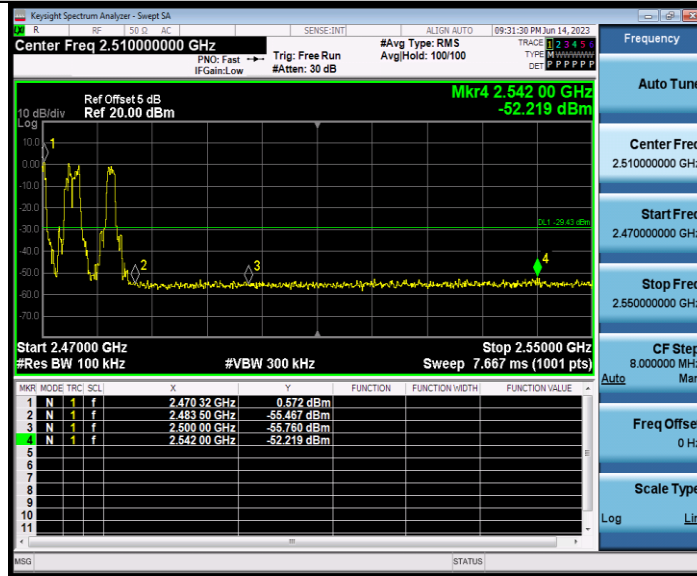 Keysight Spectrum Analyzer - Swept SA
LXI R RF 50 Ω AC SENSE:INT ALIGN AUTO 09:31:30 PM Jun 14, 2023
Center Freq 2.510000000 GHz #Avg Type: RMS TRACE 1 2 3 4 5 6
PNO: Fast Trig: Free Run Avg|Hold: 100/100 TYPE M W W W W W
IFGain:Low #Atten: 30 dB DET P P P P P P
Mkr4 2.542 00 GHz
-52.219 dBm
Ref Offset 5 dB
10 dB/div Ref 20.00 dBm
Log
10.0
0.00
-10.0
-20.0
-30.0
-40.0
-50.0
-60.0
-70.0
1
2
3
4
DL1 -29.43 dBm
Start 2.47000 GHz Stop 2.55000 GHz
#Res BW 100 kHz #VBW 300 kHz Sweep 7.667 ms (1001 pts)
MKR MODE TRC SCL X Y FUNCTION FUNCTION WIDTH FUNCTION VALUE
1 N 1 f 2.470 32 GHz 0.572 dBm
2 N 1 f 2.483 50 GHz -55.467 dBm
3 N 1 f 2.500 00 GHz -55.760 dBm
4 N 1 f 2.542 00 GHz -52.219 dBm
5
6
7
8
9
10
11
MSG STATUS
Frequency
Auto Tune
Center Freq
2.510000000 GHz
Start Freq
2.470000000 GHz
Stop Freq
2.550000000 GHz
CF Step
8.000000 MHz
Auto Man
Freq Offset
0 Hz
Scale Type
Log Lin